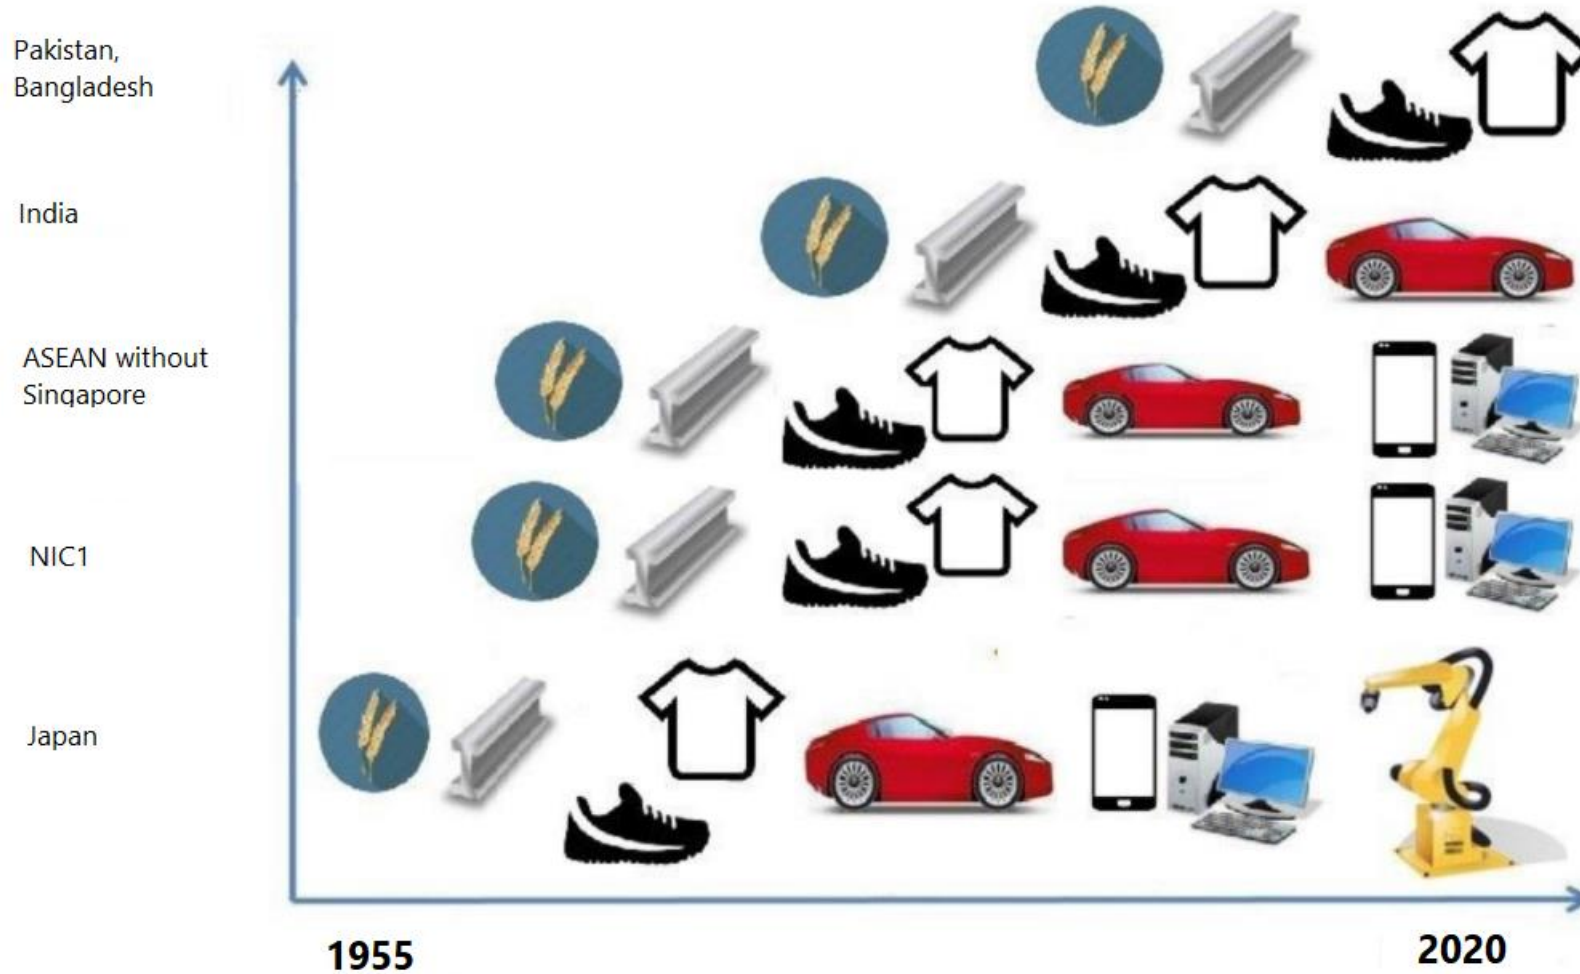 Pakistan,
Bangladesh
India
ASEAN without
Singapore
NIC1
Japan
1955
2020